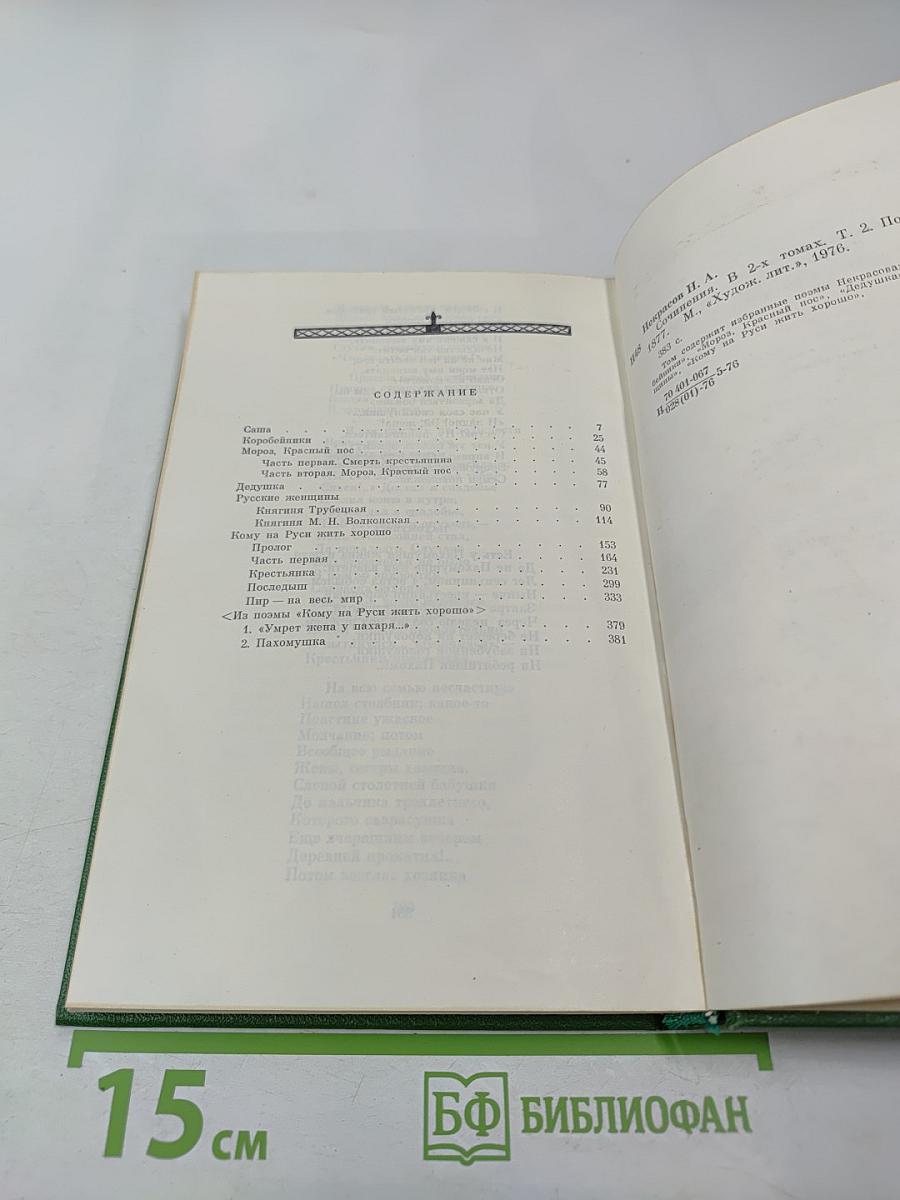 СОДЕРЖАНИЕ
Саша . . . . . . . . . . . . . . . . 7
Коробейники . . . . . . . . . . . . . 25
Мороз, Красный нос . . . . . . . . . . . 44
Часть первая. Смерть крестьянина . . . . . . 45
Часть вторая. Мороз, Красный нос . . . . . . 58
Дедушка . . . . . . . . . . . . . . . 77
Русские женщины
Княгиня Трубецкая . . . . . . . . . . . 90
Княгиня М. Н. Волконская . . . . . . . . 114
Кому на Руси жить хорошо
Пролог . . . . . . . . . . . . . . 153
Часть первая . . . . . . . . . . . . . 164
Крестьянка . . . . . . . . . . . . . 231
Последыш . . . . . . . . . . . . . . 299
Пир — на весь мир . . . . . . . . . . . 333
<Из поэмы «Кому на Руси жить хорошо»>
1. «Умрет жена у пахаря...» . . . . . . . . 379
2. Пахомушка . . . . . . . . . . . . . 381
Некрасов Н. А.
Н48 Сочинения. В 2-х томах. Т. 2. По
1877. М., «Худож. лит.», 1976.
383 с.
Том содержит избранные поэмы Некрасова:
бейники», «Мороз, Красный нос», «Дедушка»
щины», «Кому на Руси жить хорошо».
70401-067
Н 028(01)-76 5-76
15 см
БФ БИБЛИОФАН